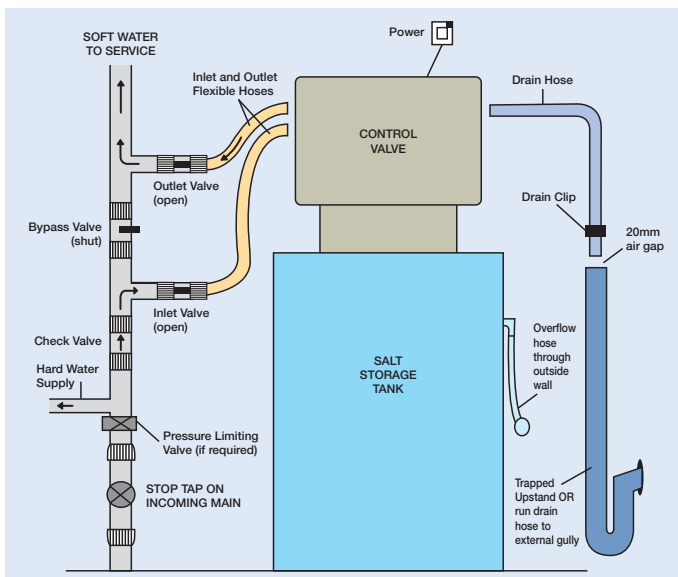 SOFT WATER
TO SERVICE
Power
Inlet and Outlet
Flexible Hoses
Drain Hose
CONTROL
VALVE
Outlet Valve
(open)
Drain Clip
Bypass Valve
(shut)
20mm
air gap
Inlet Valve
(open)
Check Valve
Overflow
hose
through
outside
wall
Hard Water
Supply
SALT
STORAGE
TANK
Pressure Limiting
Valve (if required)
STOP TAP ON
INCOMING MAIN
Trapped
Upstand OR
run drain
hose to
external gully